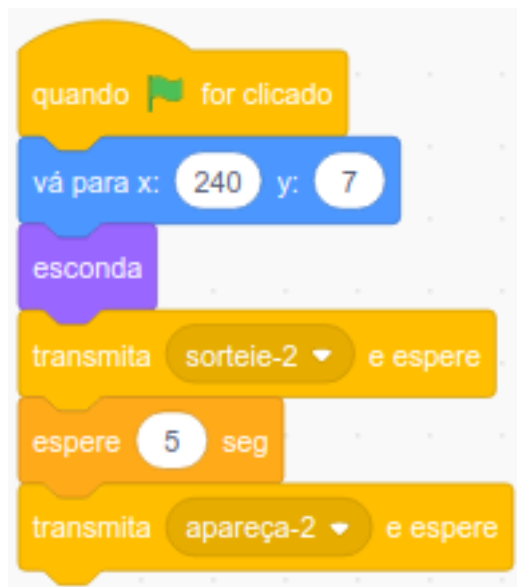 quando for clicado
vá para x: 240 y: 7
esconda
transmita sorteie-2 e espere
espere 5 seg
transmita apareça-2 e espere